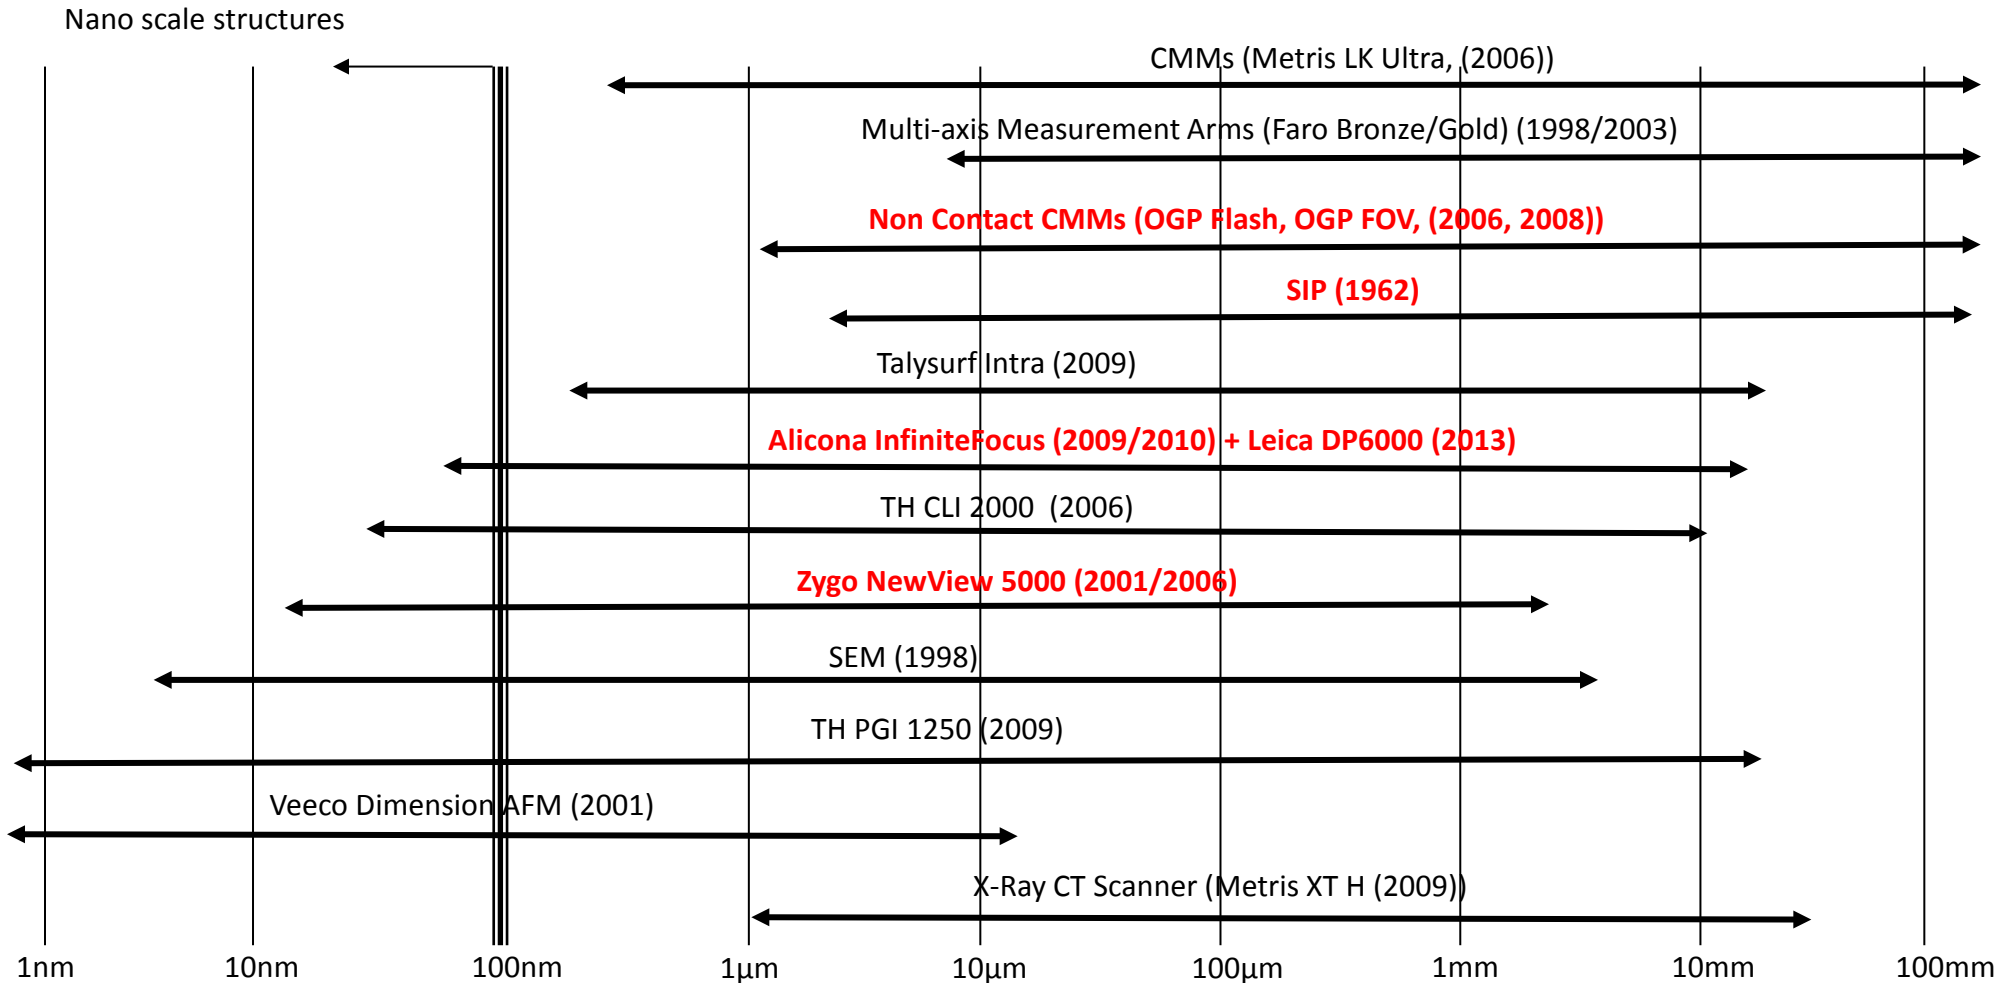 Nano scale structures
CMMs (Metris LK Ultra, (2006))
Multi-axis Measurement Arms (Faro Bronze/Gold) (1998/2003)
Non Contact CMMs (OGP Flash, OGP FOV, (2006, 2008))
SIP (1962)
Talysurf Intra (2009)
Alicona InfiniteFocus (2009/2010) + Leica DP6000 (2013)
TH CLI 2000 (2006)
Zygo NewView 5000 (2001/2006)
SEM (1998)
TH PGI 1250 (2009)
Veeco Dimension AFM (2001)
X-Ray CT Scanner (Metris XT H (2009))
1nm 10nm 100nm 1µm 10µm 100µm 1mm 10mm 100mm